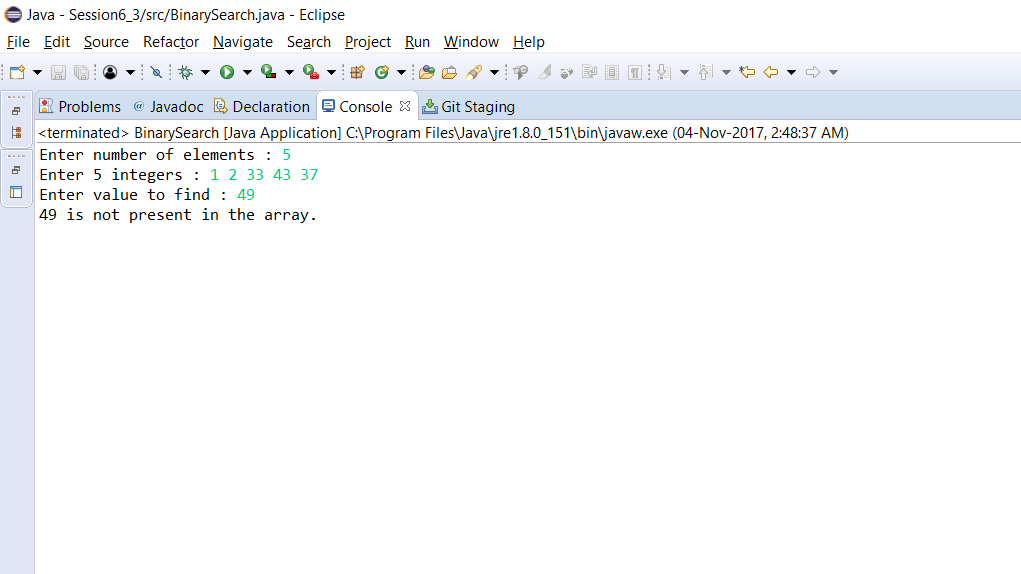 Java - Session6_3/src/BinarySearch.java - Eclipse
File Edit Source Refactor Navigate Search Project Run Window Help
Problems @ Javadoc Declaration Console Git Staging
<terminated> BinarySearch [Java Application] C:\Program Files\Java\jre1.8.0_151\bin\javaw.exe (04-Nov-2017, 2:48:37 AM)
Enter number of elements : 5
Enter 5 integers : 1 2 33 43 37
Enter value to find : 49
49 is not present in the array.